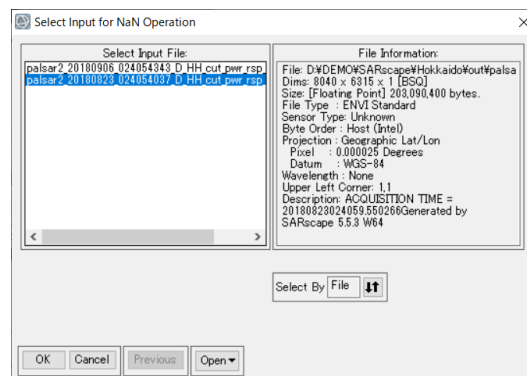 Select Input for NaN Operation
Select Input File:
palsar2_20180906_024054343_D_HH_cut_pwr_rsp
palsar2_20180823_024054037_D_HH_cut_pwr_rsp
File Information:
File: D:¥DEMO¥SARscape¥Hokkaido¥out¥palsa
Dims: 8040 x 6315 x 1 [BSQ]
Size: [Floating Point] 203,090,400 bytes.
File Type : ENVI Standard
Sensor Type: Unknown
Byte Order : Host (Intel)
Projection : Geographic Lat/Lon
Pixel : 0.000025 Degrees
Datum : WGS-84
Wavelength : None
Upper Left Corner: 1,1
Description: ACQUISITION TIME =
20180823024059.550266Generated by
SARscape 5.5.3 W64
Select By File
OK Cancel Previous Open